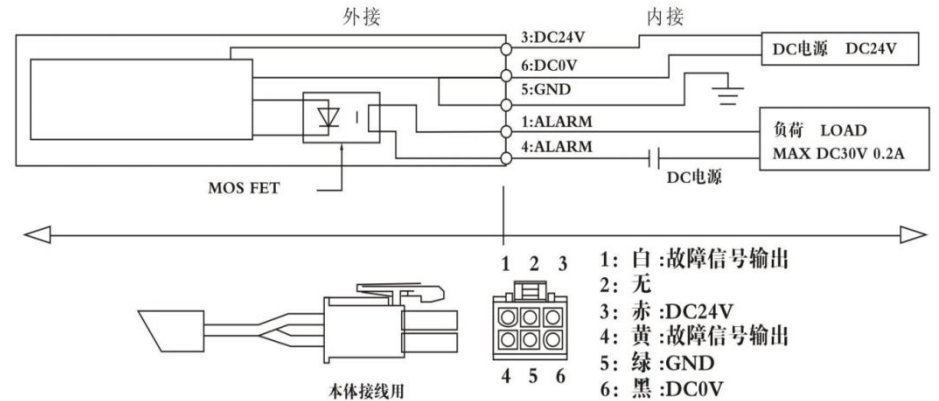 外接
内接
3:DC24V
DC电源 DC24V
6:DC0V
5:GND
1:ALARM
负荷 LOAD
4:ALARM
MAX DC30V 0.2A
DC电源
MOS FET
1 2 3
4 5 6
1: 白 :故障信号输出
2: 无
3: 赤 :DC24V
4: 黄 :故障信号输出
5: 绿 :GND
6: 黑 :DC0V
本体接线用